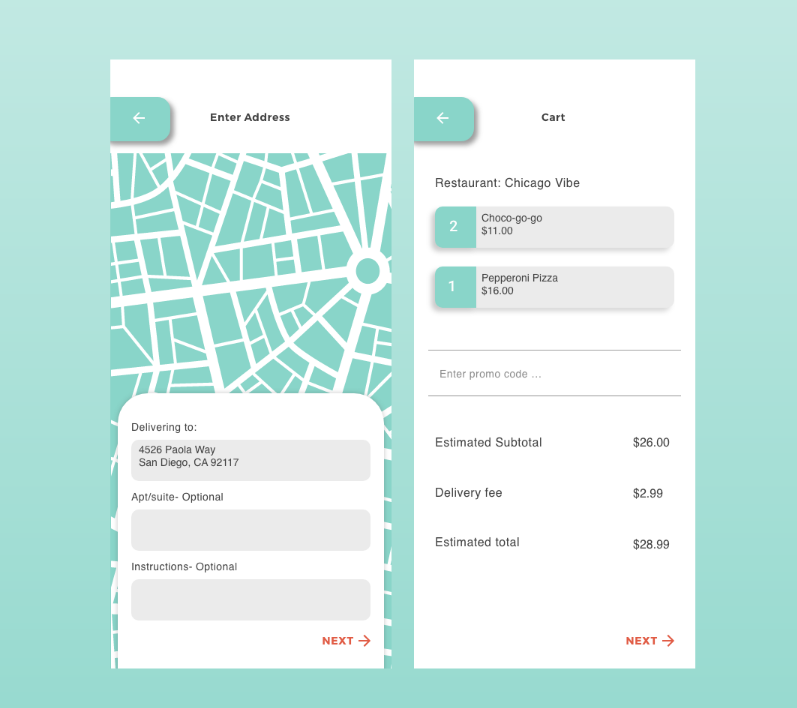 Enter Address
Delivering to:
4526 Paola Way
San Diego, CA 92117
Apt/suite- Optional
Instructions- Optional
NEXT
Cart
Restaurant: Chicago Vibe
2
Choco-go-go
$11.00
1
Pepperoni Pizza
$16.00
Enter promo code ...
Estimated Subtotal $26.00
Delivery fee $2.99
Estimated total $28.99
NEXT